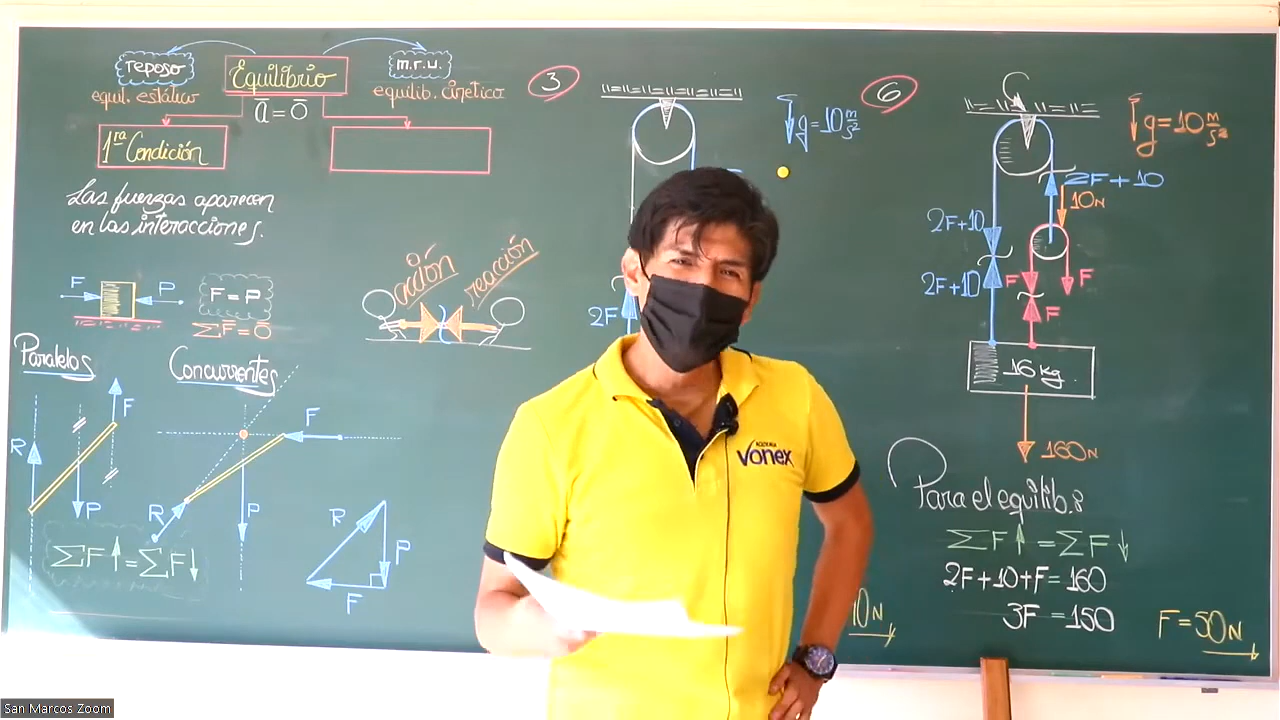 reposo
Equilibrio
m.r.u.
equil. estático
equilib. cinético
a̅=0̅
1ra Condición
Las fuerzas aparecen
en las interacciones.
F
P
F=P
ΣF̅=0̅
acción
reacción
Paralelos
Concurrentes
R
F
P
ΣF↑=ΣF↓
F
R
P
R
P
F
3
g=10 m/s²
2F
10N
6
g=10 m/s²
2F+10
10N
2F+10
2F+10
F
F
F
16 kg.
160N
Para el equilib.:
ΣF↑=ΣF↓
2F+10+F=160
3F=150
F=50N
ACADEMIA
Vonex
San Marcos Zoom